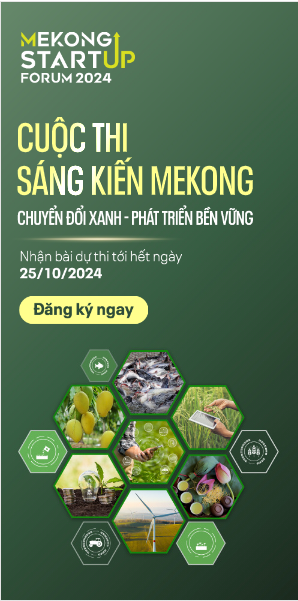 MEKONG
STARTUP
FORUM 2024
CUỘC THI
SÁNG KIẾN MEKONG
CHUYỂN ĐỔI XANH - PHÁT TRIỂN BỀN VỮNG
Nhận bài dự thi tới hết ngày
25/10/2024
Đăng ký ngay